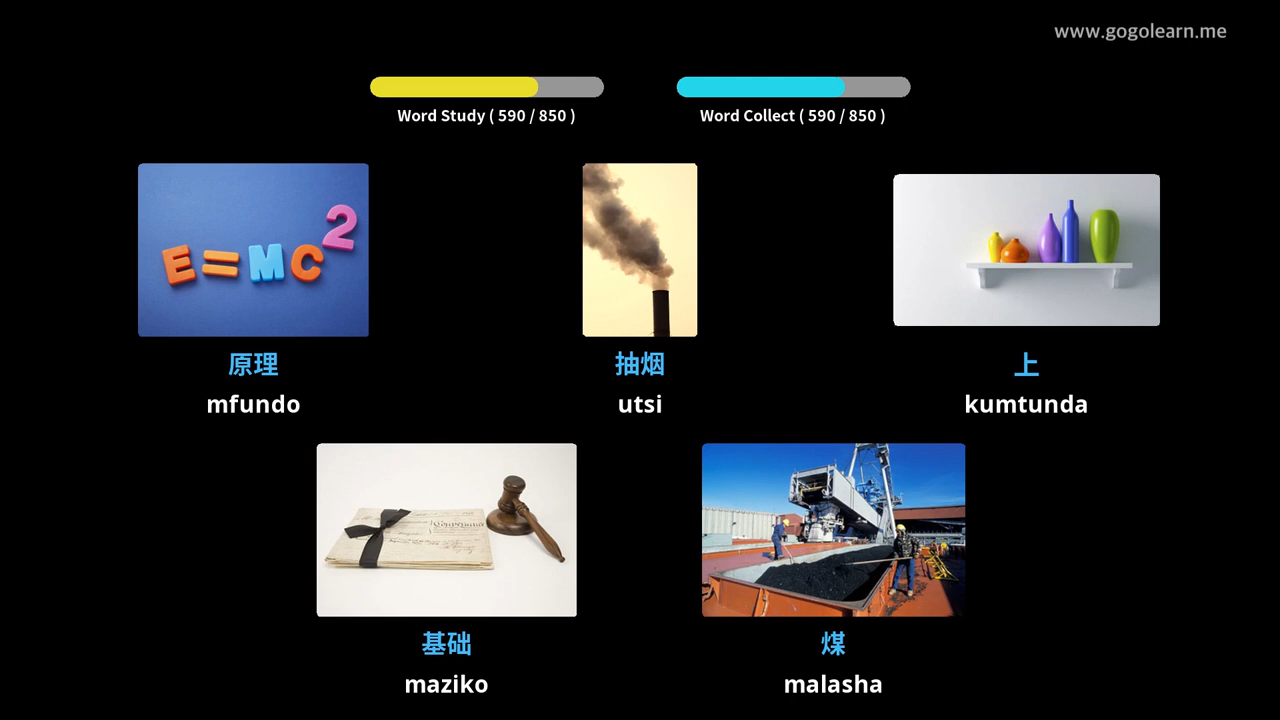 www.gogolearn.me
Word Study ( 590 / 850 )
Word Collect ( 590 / 850 )
E=MC2
原理
mfundo
抽烟
utsi
上
kumtunda
基础
maziko
煤
malasha